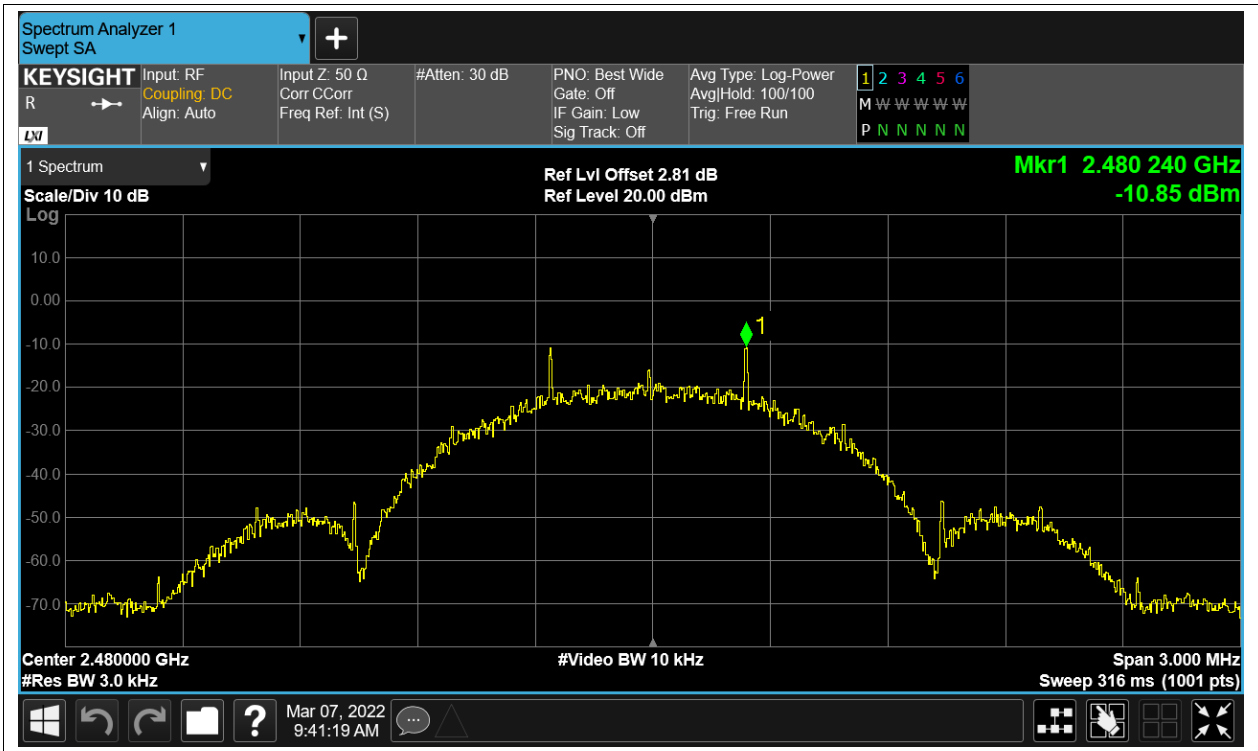 Spectrum Analyzer 1
Swept SA
+
KEYSIGHT
R
LXI
Input: RF
Coupling: DC
Align: Auto
Input Z: 50 Ω
Corr CCorr
Freq Ref: Int (S)
#Atten: 30 dB
PNO: Best Wide
Gate: Off
IF Gain: Low
Sig Track: Off
Avg Type: Log-Power
Avg|Hold: 100/100
Trig: Free Run
1 2 3 4 5 6
M W W W W W W
P N N N N N
1 Spectrum
Scale/Div 10 dB
Log
Ref Lvl Offset 2.81 dB
Ref Level 20.00 dBm
Mkr1 2.480 240 GHz
-10.85 dBm
10.0
0.00
-10.0
-20.0
-30.0
-40.0
-50.0
-60.0
-70.0
1
Center 2.480000 GHz
#Res BW 3.0 kHz
#Video BW 10 kHz
Span 3.000 MHz
Sweep 316 ms (1001 pts)
?
Mar 07, 2022
9:41:19 AM